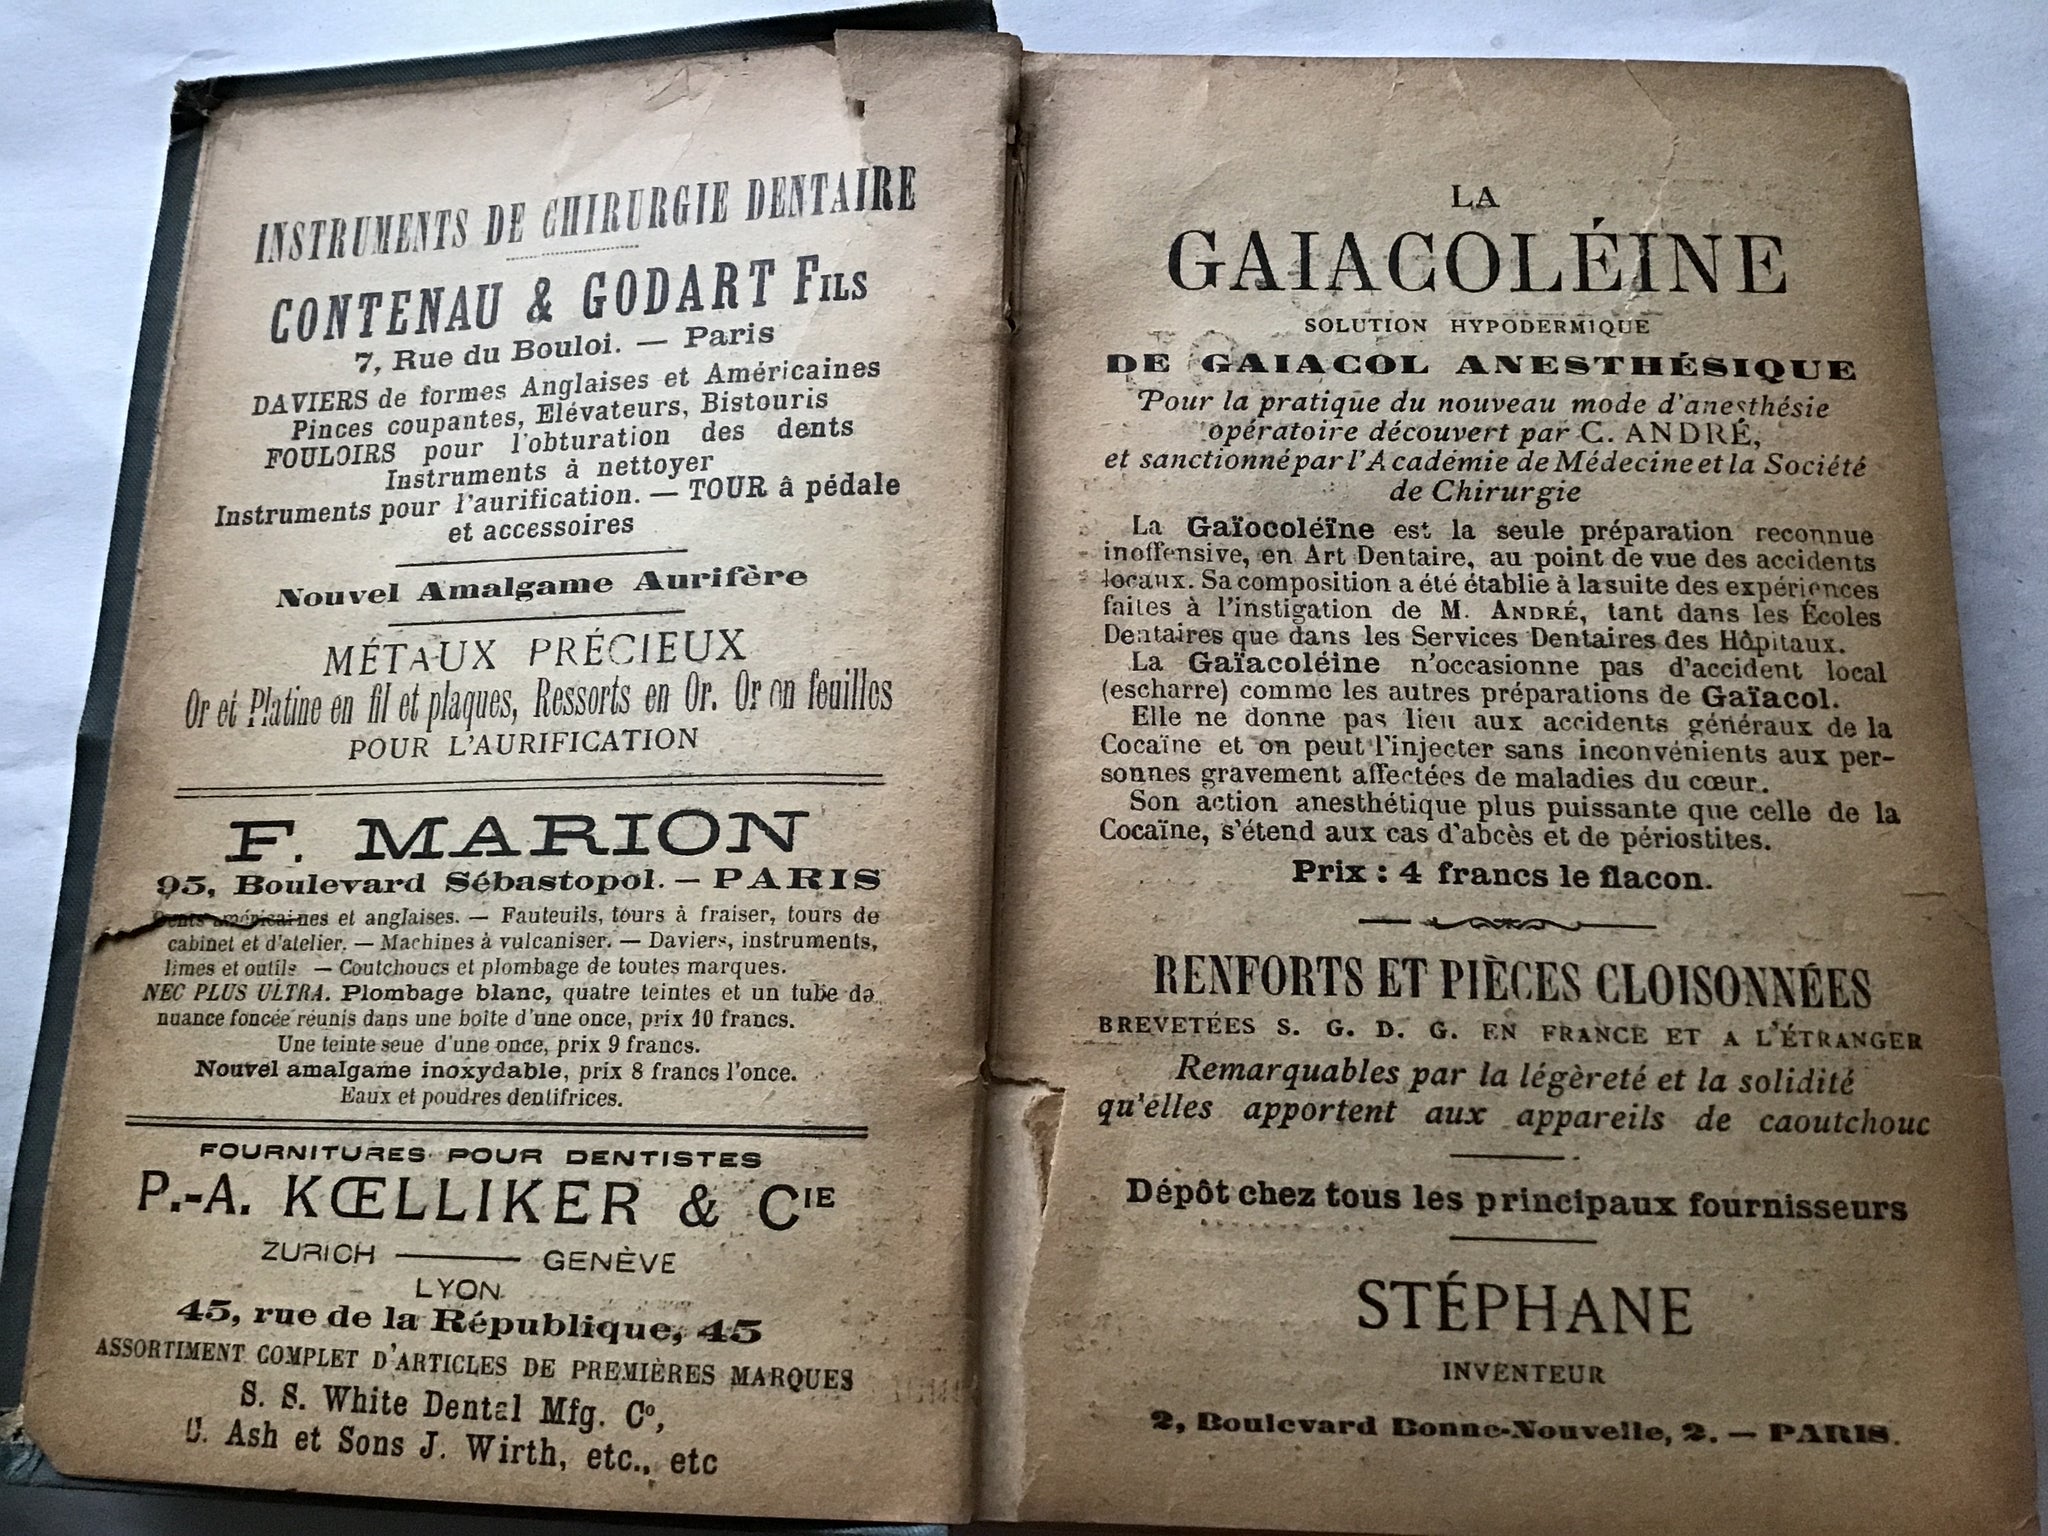 INSTRUMENTS DE CHIRURGIE DENTAIRE
CONTENAU & GODART FILS
7, Rue du Bouloi. — Paris
DAVIERS de formes Anglaises et Américaines
Pinces coupantes, Elévateurs, Bistouris
FOULOIRS pour l'obturation des dents
Instruments à nettoyer
Instruments pour l'aurification. — TOUR â pédale
et accessoires
Nouvel Amalgame Aurifère
MÉTAUX PRÉCIEUX
Or et Platine en fil et plaques, Ressorts en Or. Or en feuilles
POUR L'AURIFICATION
F. MARION
95, Boulevard Sébastopol. — PARIS
Dents américaines et anglaises. — Fauteuils, tours à fraiser, tours de
cabinet et d'atelier. — Machines à vulcaniser. — Daviers, instruments,
limes et outils — Coutchoucs et plombage de toutes marques.
NEC PLUS ULTRA. Plombage blanc, quatre teintes et un tube de
nuance foncée réunis dans une boîte d'une once, prix 10 francs.
Une teinte seue d'une once, prix 9 francs.
Nouvel amalgame inoxydable, prix 8 francs l'once.
Eaux et poudres dentifrices.
FOURNITURES POUR DENTISTES
P.-A. KŒLLIKER & CIE
ZURICH — GENÈVE
LYON
45, rue de la République, 45
ASSORTIMENT COMPLET D'ARTICLES DE PREMIÈRES MARQUES
S. S. White Dental Mfg. Co,
C. Ash et Sons J. Wirth, etc., etc
LA
GAIACOLÉINE
SOLUTION HYPODERMIQUE
DE GAIACOL ANESTHÉSIQUE
Pour la pratique du nouveau mode d'anesthésie
opératoire découvert par C. ANDRÉ,
et sanctionné par l'Académie de Médecine et la Société
de Chirurgie
La Gaïocoléïne est la seule préparation reconnue
inoffensive, en Art Dentaire, au point de vue des accidents
locaux. Sa composition a été établie à la suite des expériences
faites à l'instigation de M. ANDRÉ, tant dans les Écoles
Dentaires que dans les Services Dentaires des Hôpitaux.
La Gaïacoléine n'occasionne pas d'accident local
(escharre) comme les autres préparations de Gaïacol.
Elle ne donne pas lieu aux accidents généraux de la
Cocaïne et on peut l'injecter sans inconvénients aux per-
sonnes gravement affectées de maladies du cœur.
Son action anesthétique plus puissante que celle de la
Cocaïne, s'étend aux cas d'abcès et de périostites.
Prix : 4 francs le flacon.
RENFORTS ET PIÈCES CLOISONNÉES
BREVETÉES S. G. D. G. EN FRANCE ET A L'ÉTRANGER
Remarquables par la légèreté et la solidité
qu'elles apportent aux appareils de caoutchouc
Dépôt chez tous les principaux fournisseurs
STÉPHANE
INVENTEUR
2, Boulevard Bonne-Nouvelle, 2. — PARIS.